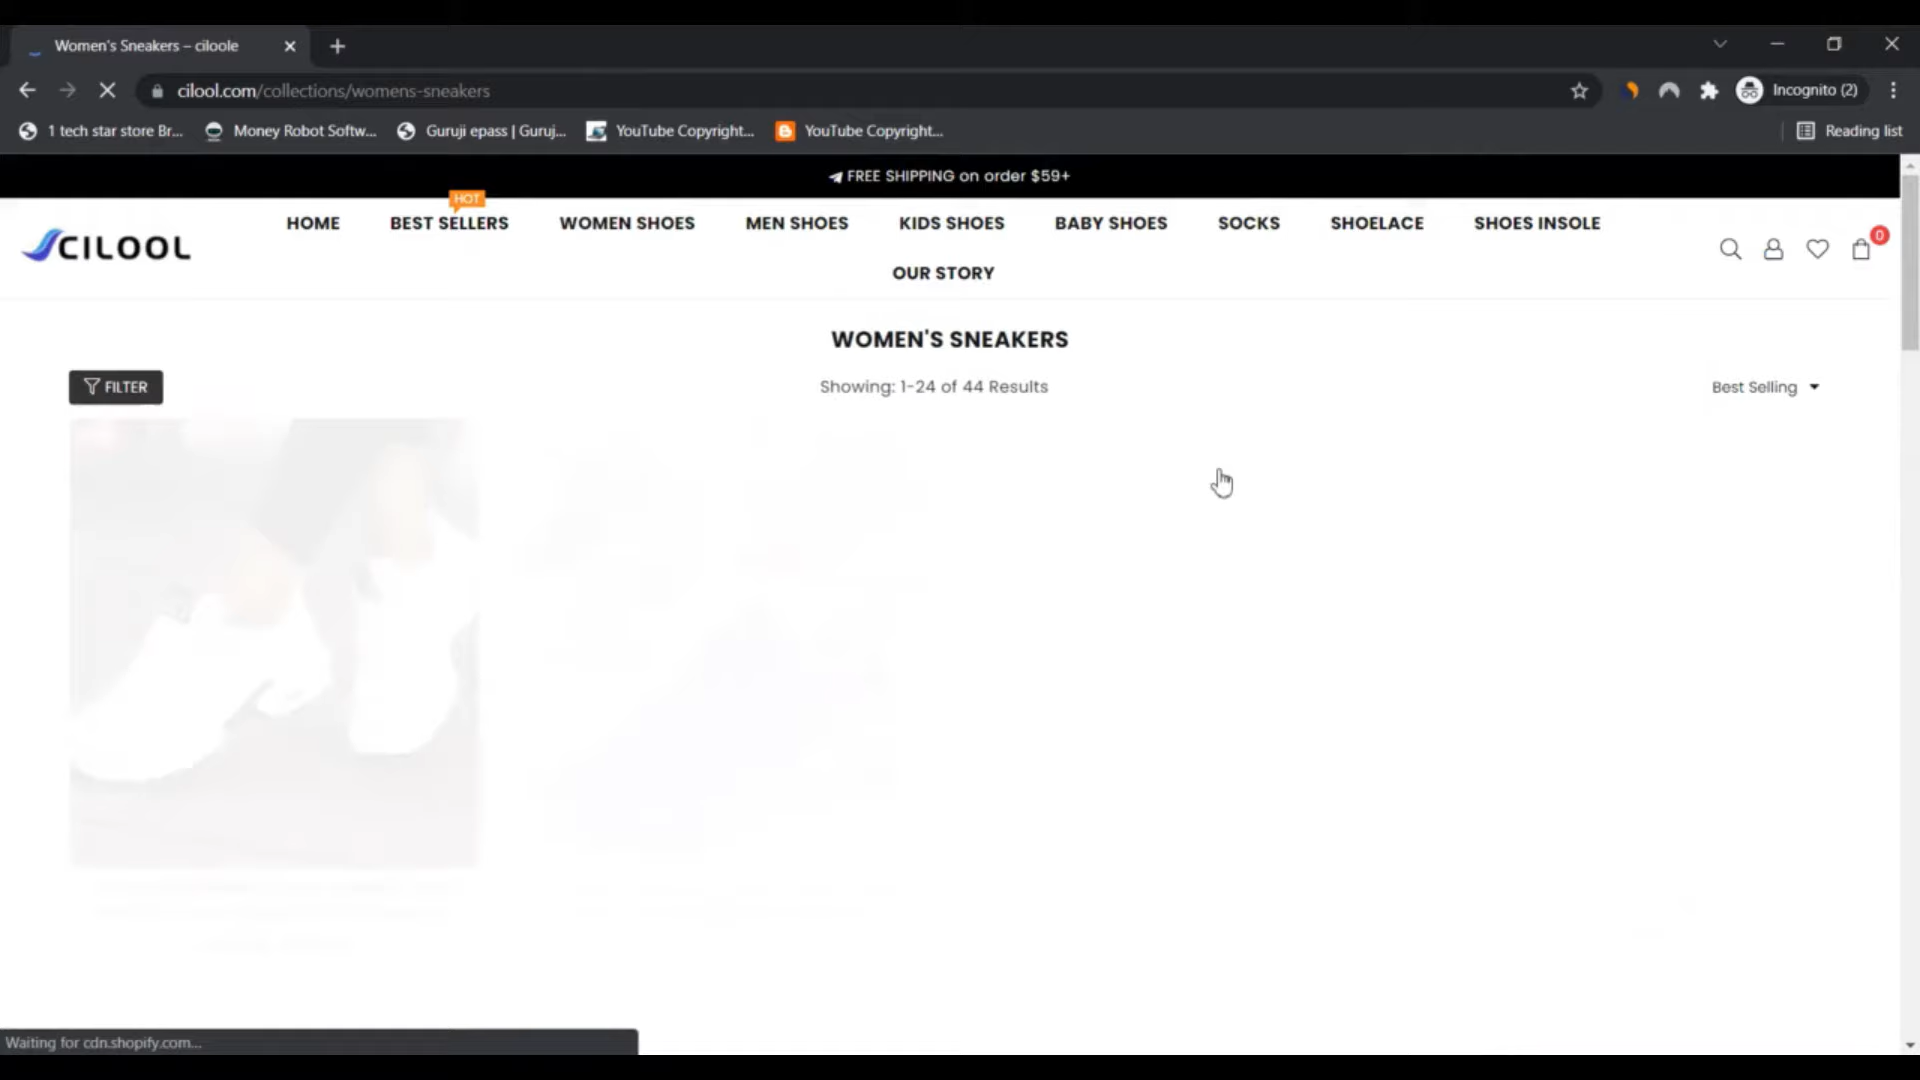 Women's Sneakers – ciloole
cilool.com/collections/womens-sneakers
Incognito (2)
1 tech star store Br...
Money Robot Softw...
Guruji epass | Guruj...
YouTube Copyright...
YouTube Copyright...
Reading list
FREE SHIPPING on order $59+
HOT
HOME
BEST SELLERS
WOMEN SHOES
MEN SHOES
KIDS SHOES
BABY SHOES
SOCKS
SHOELACE
SHOES INSOLE
CILOOL
0
OUR STORY
WOMEN'S SNEAKERS
FILTER
Showing: 1-24 of 44 Results
Best Selling
Waiting for cdn.shopify.com...